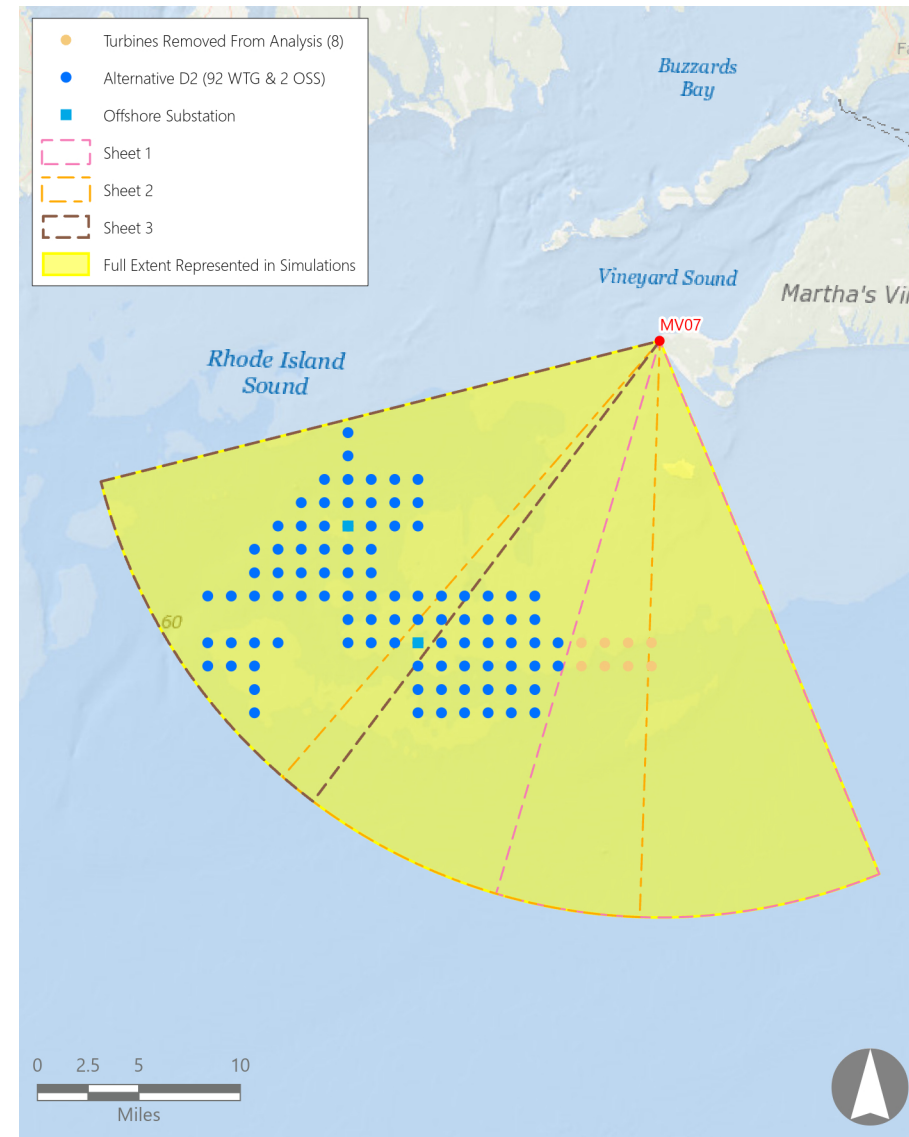 Turbines Removed From Analysis (8)
Alternative D2 (92 WTG & 2 OSS)
Offshore Substation
Sheet 1
Sheet 2
Sheet 3
Full Extent Represented in Simulations
Buzzards
Bay
Vineyard Sound
Martha's Vi
MV07
Rhode Island
Sound
60
0 2.5 5 10
Miles